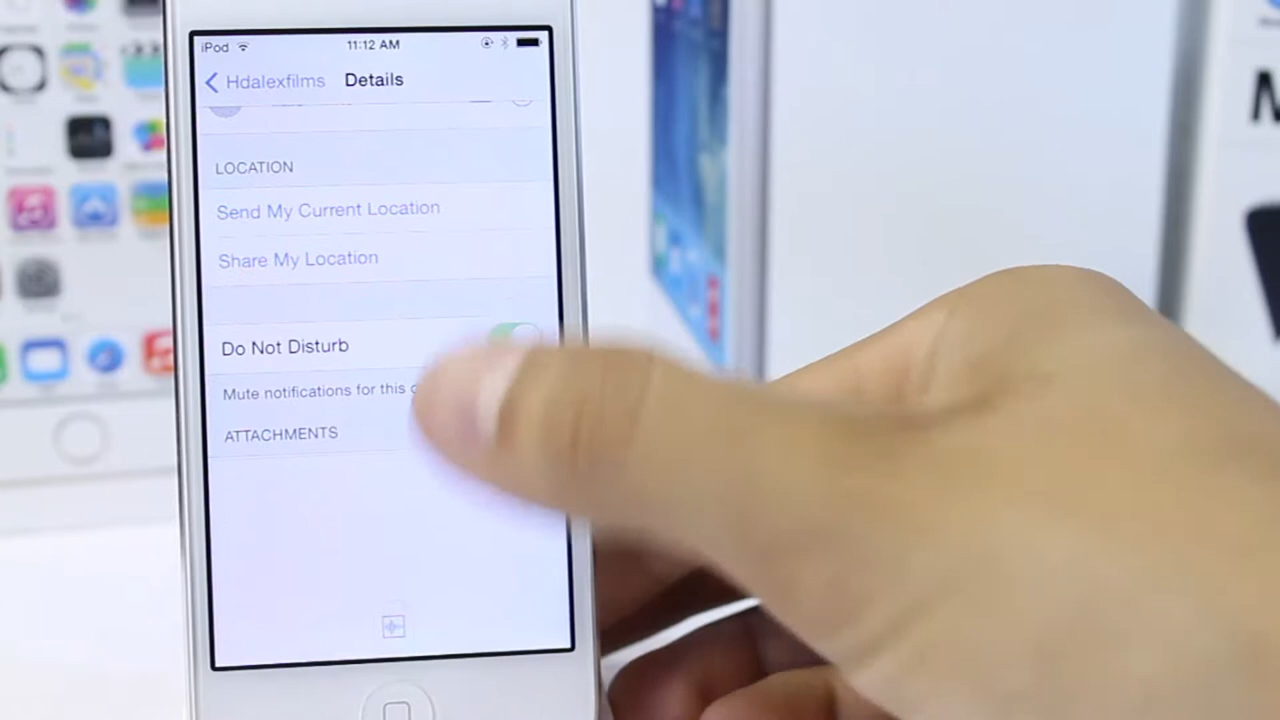 iPod 11:12 AM
Hdalexfilms Details
LOCATION
Send My Current Location
Share My Location
Do Not Disturb
Mute notifications for this
ATTACHMENTS